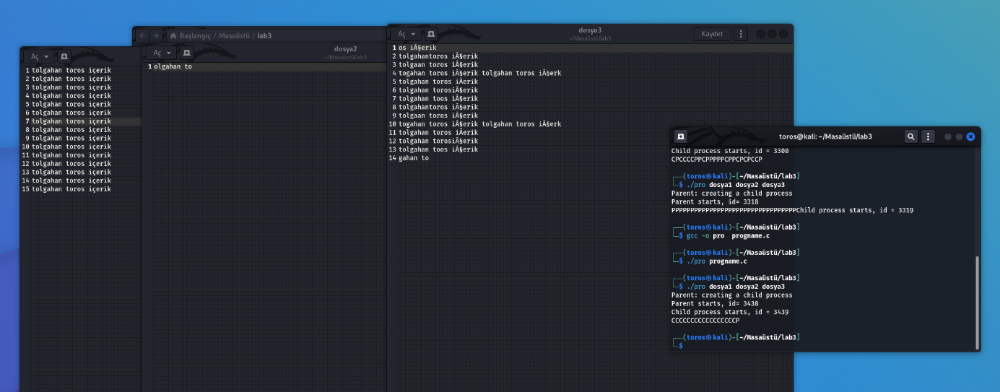 Aç
1 tolgahan toros içerik
2 tolgahan toros içerik
3 tolgahan toros içerik
4 tolgahan toros içerik
5 tolgahan toros içerik
6 tolgahan toros içerik
7 tolgahan toros içerik
8 tolgahan toros içerik
9 tolgahan toros içerik
10 tolgahan toros içerik
11 tolgahan toros içerik
12 tolgahan toros içerik
13 tolgahan toros içerik
14 tolgahan toros içerik
15 tolgahan toros içerik
Başlangıç / Masaüstü / lab3
Aç
dosya2
~/Masaüstü/lab3
1 olgahan to
Aç
dosya3
~/Masaüstü/lab3
Kaydet
1 os iÃ§erik
2 tolgahantoros iÃ§erik
3 tolgaan toros iÃ§erik
4 togahan toros iÃ§erik tolgahan toros iÃ§erk
5 tolgahan toros iÃerik
6 tolgahan torosiÃ§erik
7 tolgahan toos iÃ§erik
8 tolgahantoros iÃ§erik
9 tolgaan toros iÃ§erik
10 togahan toros iÃ§erik tolgahan toros iÃ§erk
11 tolgahan toros iÃerik
12 tolgahan torosiÃ§erik
13 tolgahan toos iÃ§erik
14 gahan to
toros@kali: ~/Masaüstü/lab3
Child process starts, id = 3300
CPCCCCPPCPPPPPCPPCPCPCCP
┌──(toros㉿kali)-[~/Masaüstü/lab3]
└─$ ./pro dosya1 dosya2 dosya3
Parent: creating a child process
Parent starts, id= 3318
PPPPPPPPPPPPPPPPPPPPPPPPPPPPPPPPPChild process starts, id = 3319
┌──(toros㉿kali)-[~/Masaüstü/lab3]
└─$ gcc -o pro  progname.c
┌──(toros㉿kali)-[~/Masaüstü/lab3]
└─$ ./pro progname.c
┌──(toros㉿kali)-[~/Masaüstü/lab3]
└─$ ./pro dosya1 dosya2 dosya3
Parent: creating a child process
Parent starts, id= 3438
Child process starts, id = 3439
CCCCCCCCCCCCCCCCCP
┌──(toros㉿kali)-[~/Masaüstü/lab3]
└─$